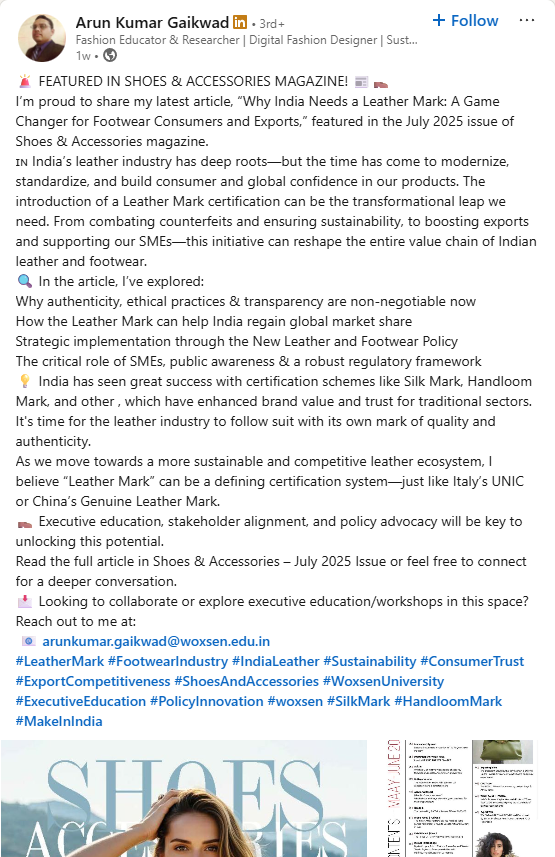 Arun Kumar Gaikwad in • 3rd+
+ Follow
Fashion Educator & Researcher | Digital Fashion Designer | Sust...
1w •
🚨 FEATURED IN SHOES & ACCESSORIES MAGAZINE! 📰 👞
I'm proud to share my latest article, “Why India Needs a Leather Mark: A Game
Changer for Footwear Consumers and Exports,” featured in the July 2025 issue of
Shoes & Accessories magazine.
IN India's leather industry has deep roots—but the time has come to modernize,
standardize, and build consumer and global confidence in our products. The
introduction of a Leather Mark certification can be the transformational leap we
need. From combating counterfeits and ensuring sustainability, to boosting exports
and supporting our SMEs—this initiative can reshape the entire value chain of Indian
leather and footwear.
🔍 In the article, I've explored:
Why authenticity, ethical practices & transparency are non-negotiable now
How the Leather Mark can help India regain global market share
Strategic implementation through the New Leather and Footwear Policy
The critical role of SMEs, public awareness & a robust regulatory framework
💡 India has seen great success with certification schemes like Silk Mark, Handloom
Mark, and other , which have enhanced brand value and trust for traditional sectors.
It's time for the leather industry to follow suit with its own mark of quality and
authenticity.
As we move towards a more sustainable and competitive leather ecosystem, I
believe “Leather Mark” can be a defining certification system—just like Italy's UNIC
or China's Genuine Leather Mark.
👞 Executive education, stakeholder alignment, and policy advocacy will be key to
unlocking this potential.
Read the full article in Shoes & Accessories – July 2025 Issue or feel free to connect
for a deeper conversation.
📩 Looking to collaborate or explore executive education/workshops in this space?
Reach out to me at:
📧 arunkumar.gaikwad@woxsen.edu.in
#LeatherMark #FootwearIndustry #IndiaLeather #Sustainability #ConsumerTrust
#ExportCompetitiveness #ShoesAndAccessories #WoxsenUniversity
#ExecutiveEducation #PolicyInnovation #woxsen #SilkMark #HandloomMark
#MakeInIndia
SHOES